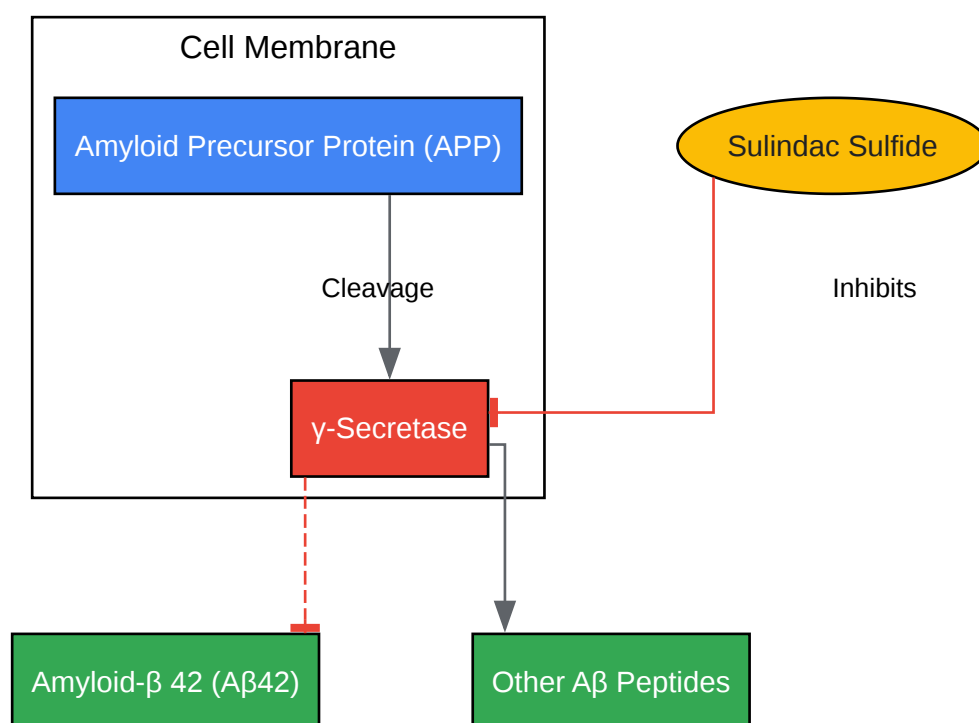 Cell Membrane
Amyloid Precursor Protein (APP)
Sulindac Sulfide
Cleavage
Inhibits
γ-Secretase
Amyloid-β 42 (Aβ42)
Other Aβ Peptides